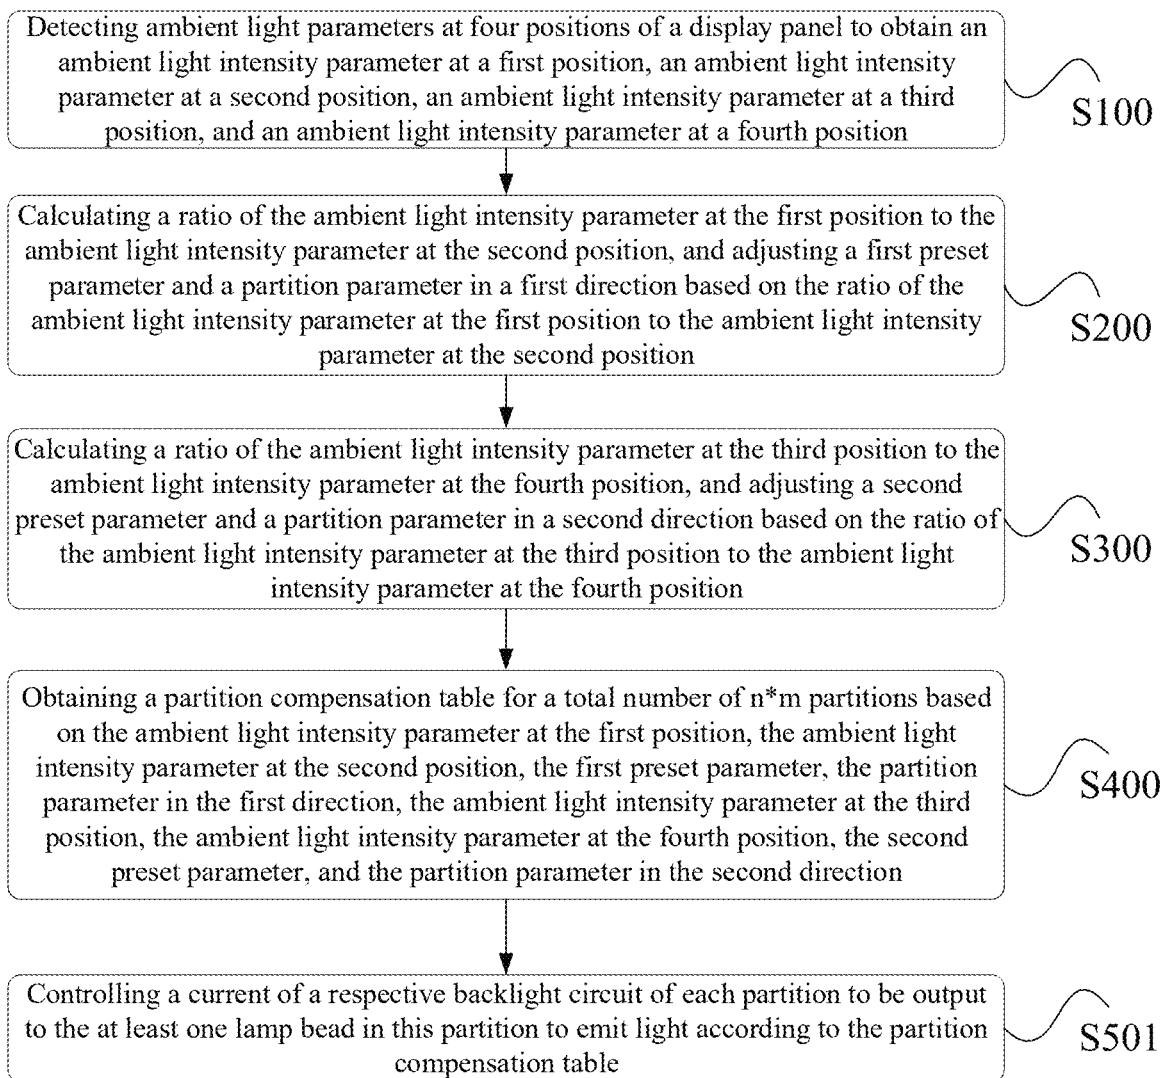 Detecting ambient light parameters at four positions of a display panel to obtain an
ambient light intensity parameter at a first position, an ambient light intensity
parameter at a second position, an ambient light intensity parameter at a third
position, and an ambient light intensity parameter at a fourth position
S100
Calculating a ratio of the ambient light intensity parameter at the first position to the
ambient light intensity parameter at the second position, and adjusting a first preset
parameter and a partition parameter in a first direction based on the ratio of the
ambient light intensity parameter at the first position to the ambient light intensity
parameter at the second position
S200
Calculating a ratio of the ambient light intensity parameter at the third position to the
ambient light intensity parameter at the fourth position, and adjusting a second
preset parameter and a partition parameter in a second direction based on the ratio of
the ambient light intensity parameter at the third position to the ambient light
intensity parameter at the fourth position
S300
Obtaining a partition compensation table for a total number of n*m partitions based
on the ambient light intensity parameter at the first position, the ambient light
intensity parameter at the second position, the first preset parameter, the partition
parameter in the first direction, the ambient light intensity parameter at the third
position, the ambient light intensity parameter at the fourth position, the second
preset parameter, and the partition parameter in the second direction
S400
Controlling a current of a respective backlight circuit of each partition to be output
to the at least one lamp bead in this partition to emit light according to the partition
compensation table
S501